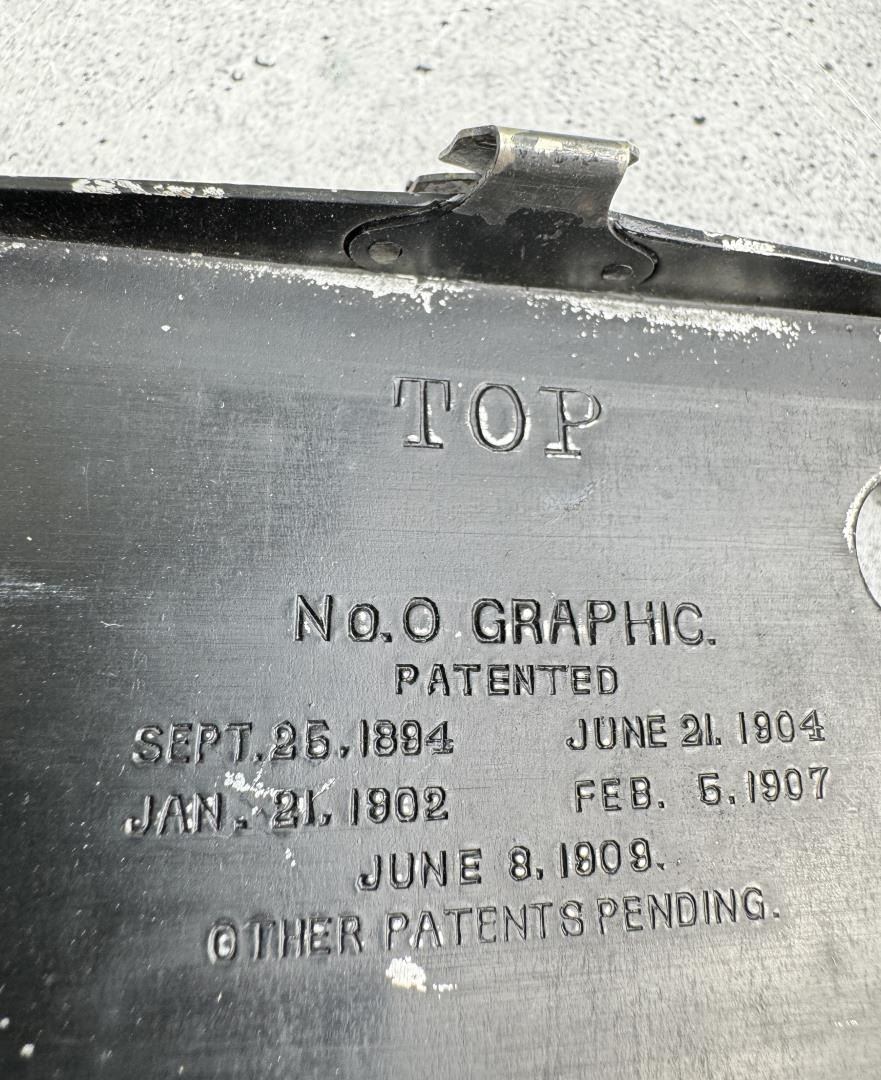 TOP
No. 0 GRAPHIC.
PATENTED
SEPT. 25, 1894 JUNE 21. 1904
JAN. 21, 1902 FEB. 5. 1907
JUNE 8, 1909.
OTHER PATENTS PENDING.